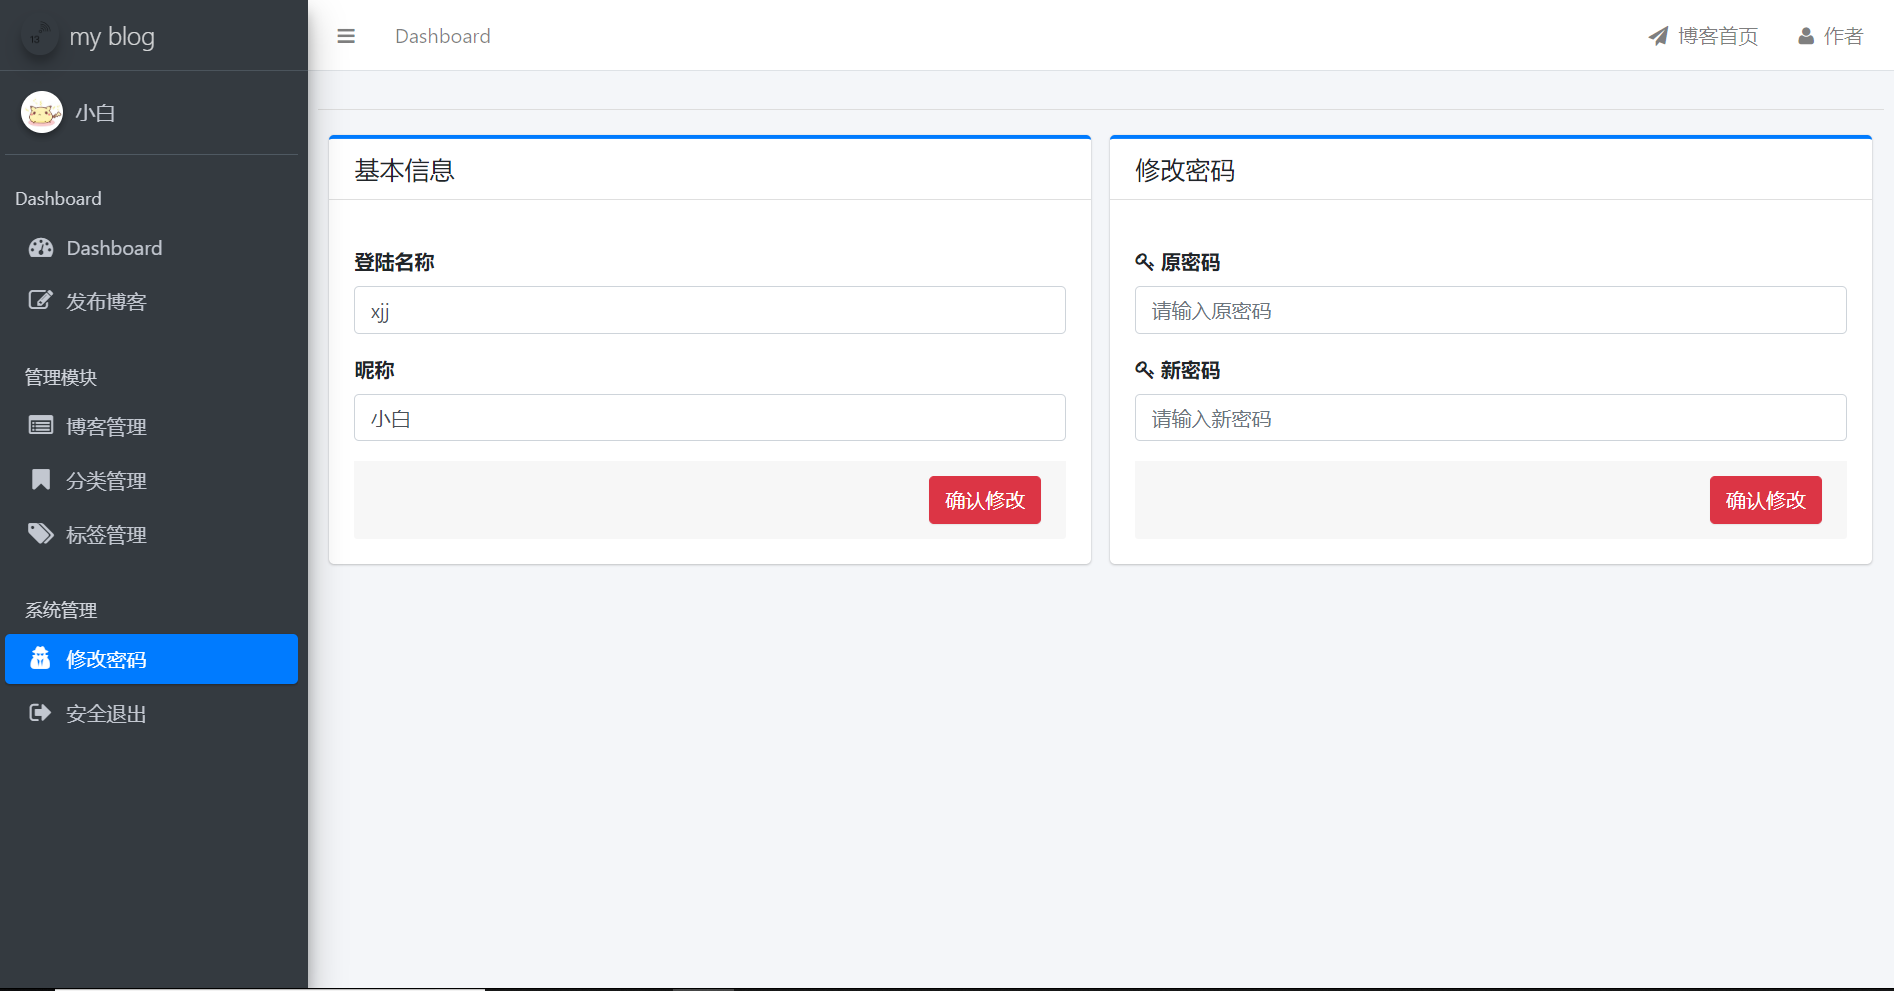 13
my blog
小白
Dashboard
Dashboard
发布博客
管理模块
博客管理
分类管理
标签管理
系统管理
修改密码
安全退出
Dashboard
博客首页
作者
基本信息
登陆名称
xjj
昵称
小白
确认修改
修改密码
原密码
请输入原密码
新密码
请输入新密码
确认修改